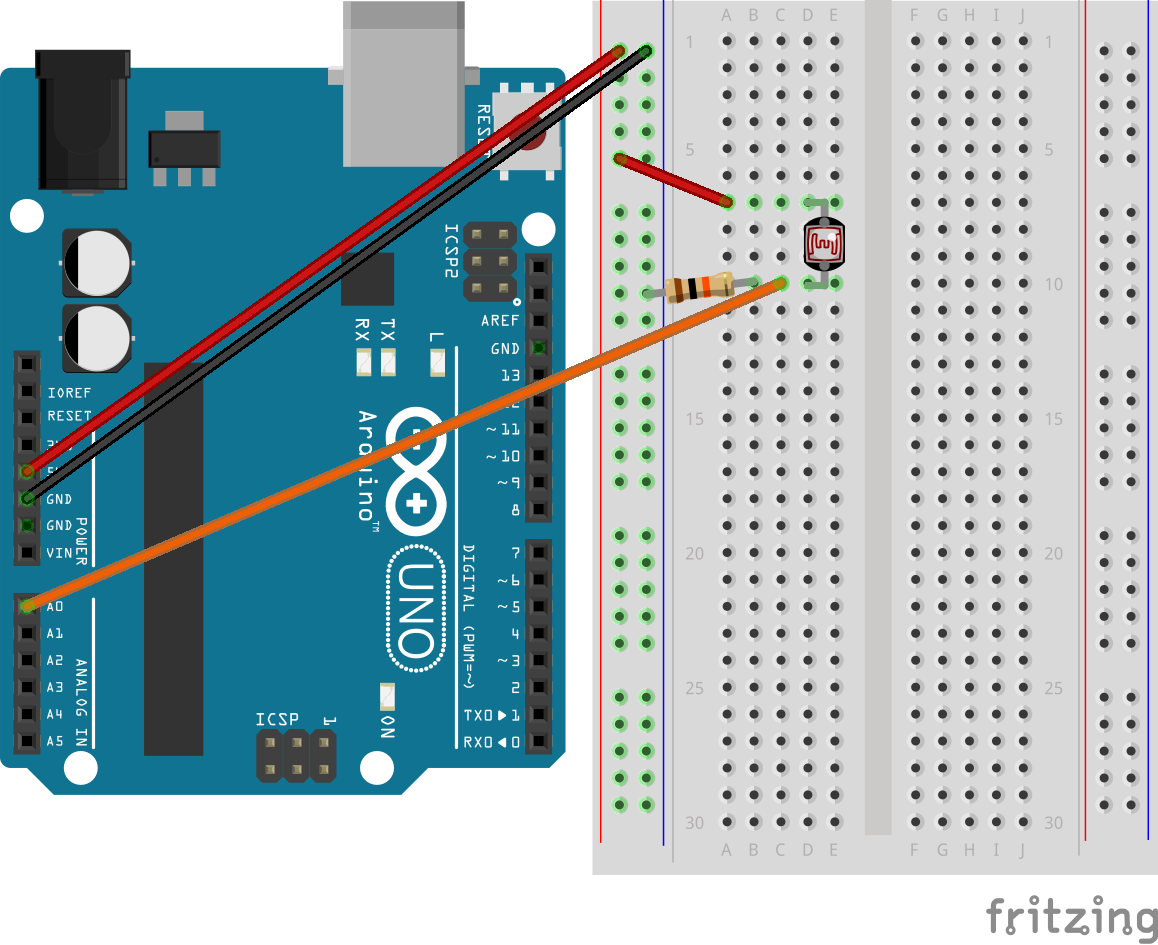 A B C D E F G H I J
1 1
5 5
10 10
15 15
20 20
25 25
30 30
A B C D E F G H I J
RESET
ICSP2
AREF
GND
13
12
~11
~10
~9
8
7
~6
~5
4
~3
2
TX0▶1
RX0◀0
DIGITAL (PWM=~)
RX
TX
L
IOREF
RESET
3V3
5V
GND
GND
VIN
POWER
A0
A1
A2
A3
A4
A5
ANALOG IN
Arduino™
UNO
ICSP
1
ON
fritzing